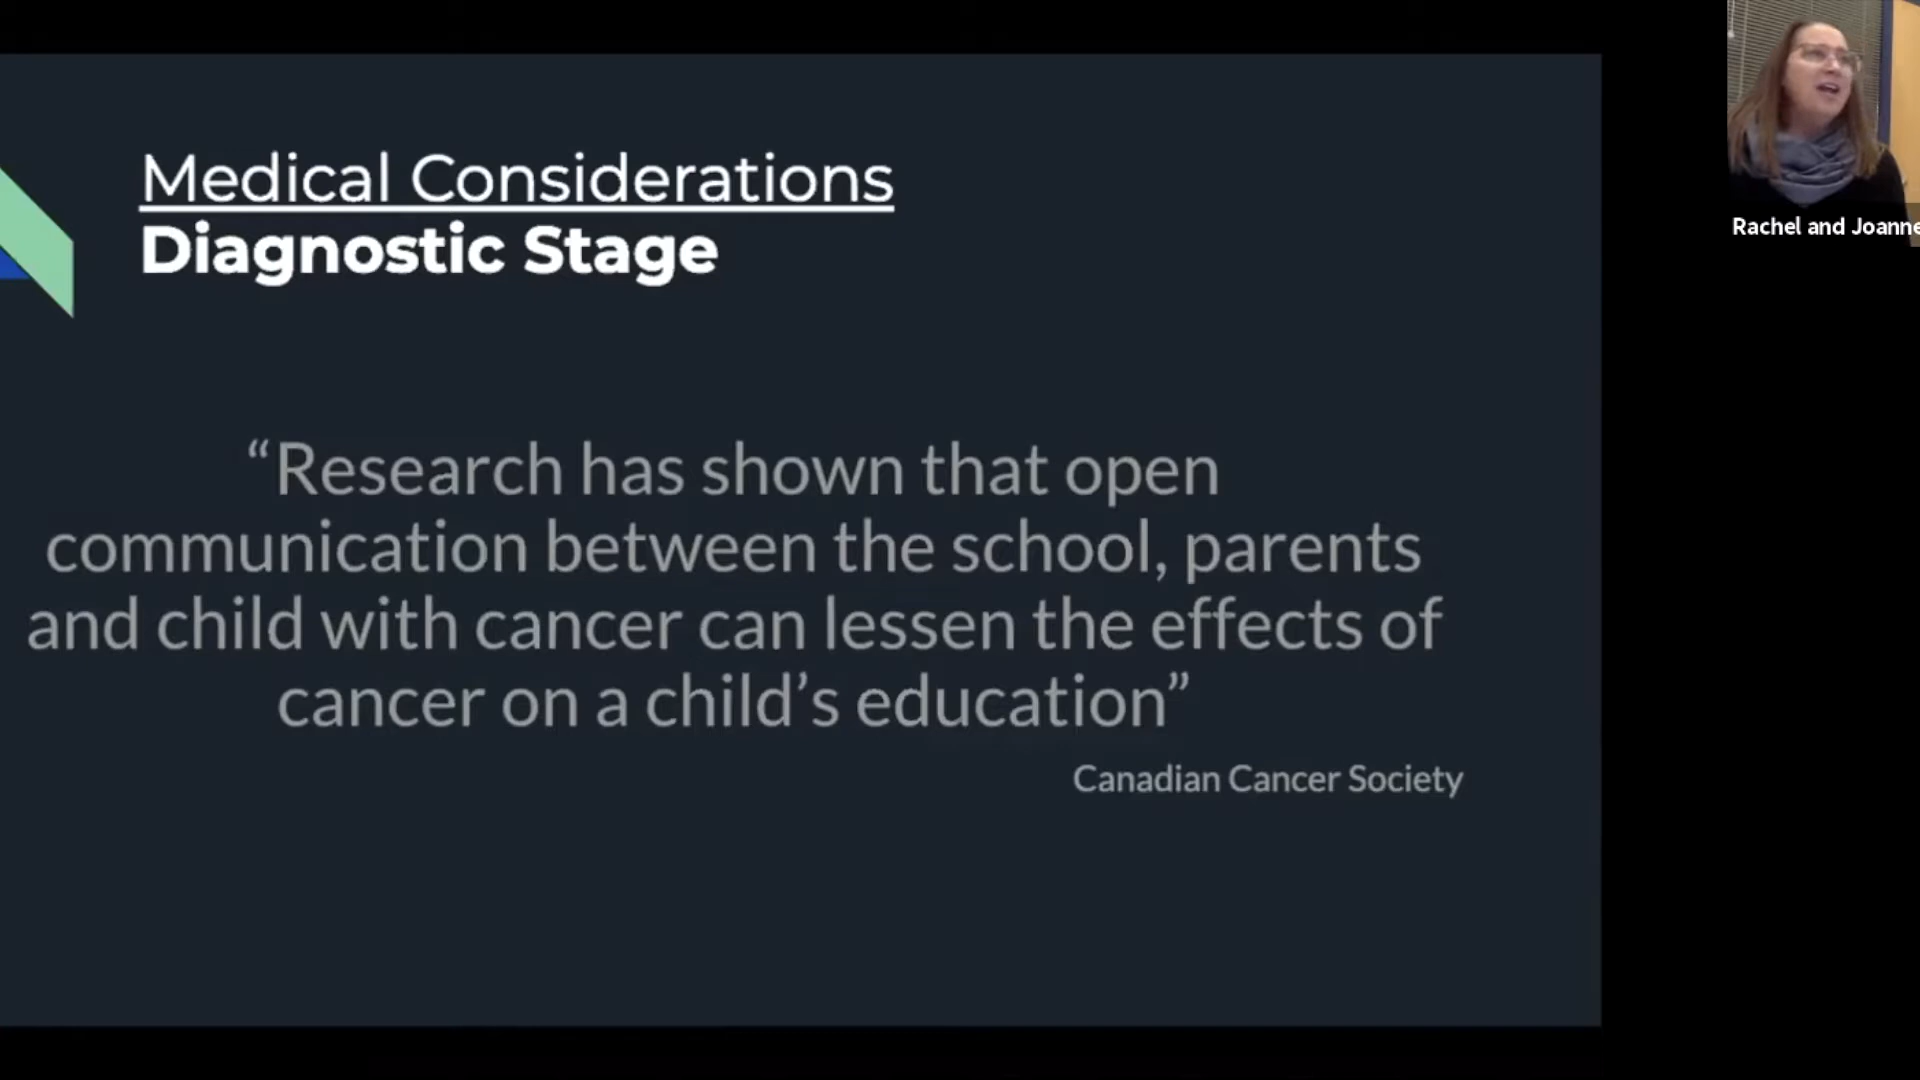 Medical Considerations
Diagnostic Stage
“Research has shown that open
communication between the school, parents
and child with cancer can lessen the effects of
cancer on a child’s education”
Canadian Cancer Society
Rachel and Joanne